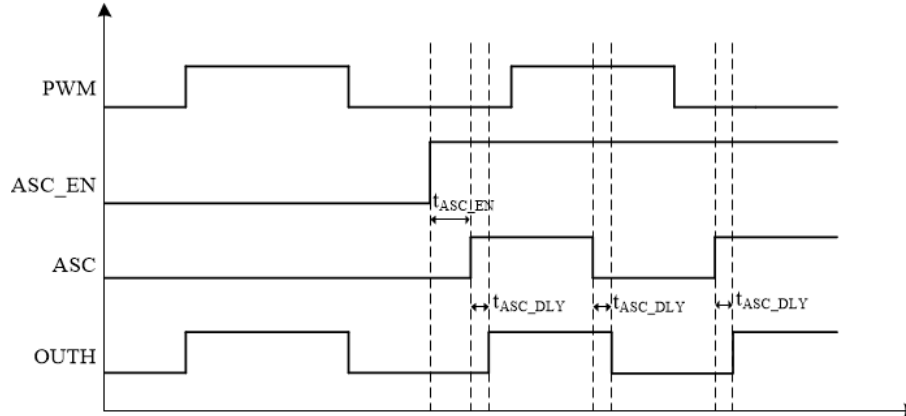 PWM
ASC_EN
tASC_EN
ASC
tASC_DLY tASC_DLY tASC_DLY
OUTH